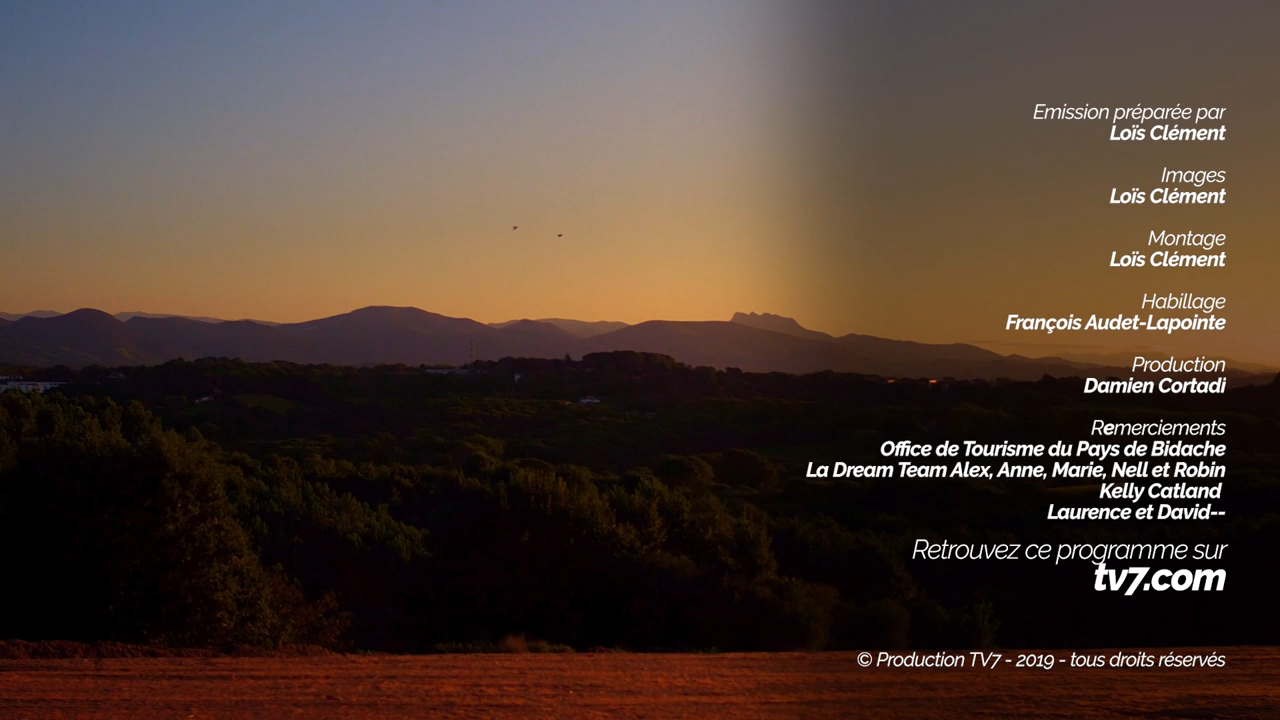 Emission préparée par
Loïs Clément
Images
Loïs Clément
Montage
Loïs Clément
Habillage
François Audet-Lapointe
Production
Damien Cortadi
Remerciements
Office de Tourisme du Pays de Bidache
La Dream Team Alex, Anne, Marie, Nell et Robin
Kelly Catland
Laurence et David--
Retrouvez ce programme sur
tv7.com
© Production TV7 - 2019 - tous droits réservés